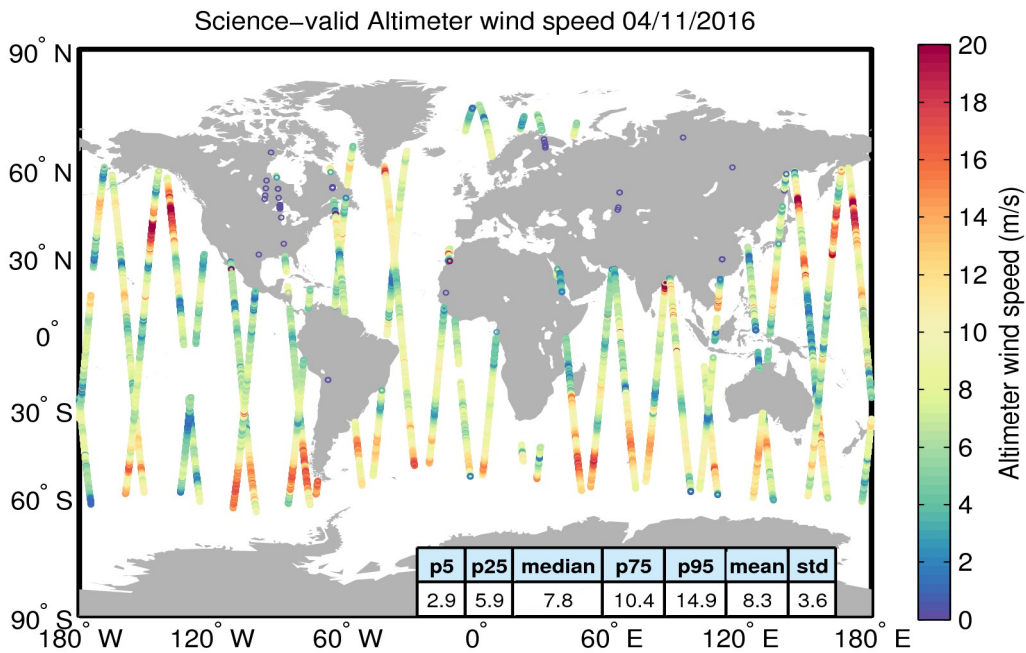 Science−valid Altimeter wind speed 04/11/2016
90° N
60° N
30° N
0°
30° S
60° S
90° S
180° W
120° W
60° W
0°
60° E
120° E
180° E
p5 p25 median p75 p95 mean std
2.9 5.9 7.8 10.4 14.9 8.3 3.6
20
18
16
14
12
10
8
6
4
2
0
Altimeter wind speed (m/s)